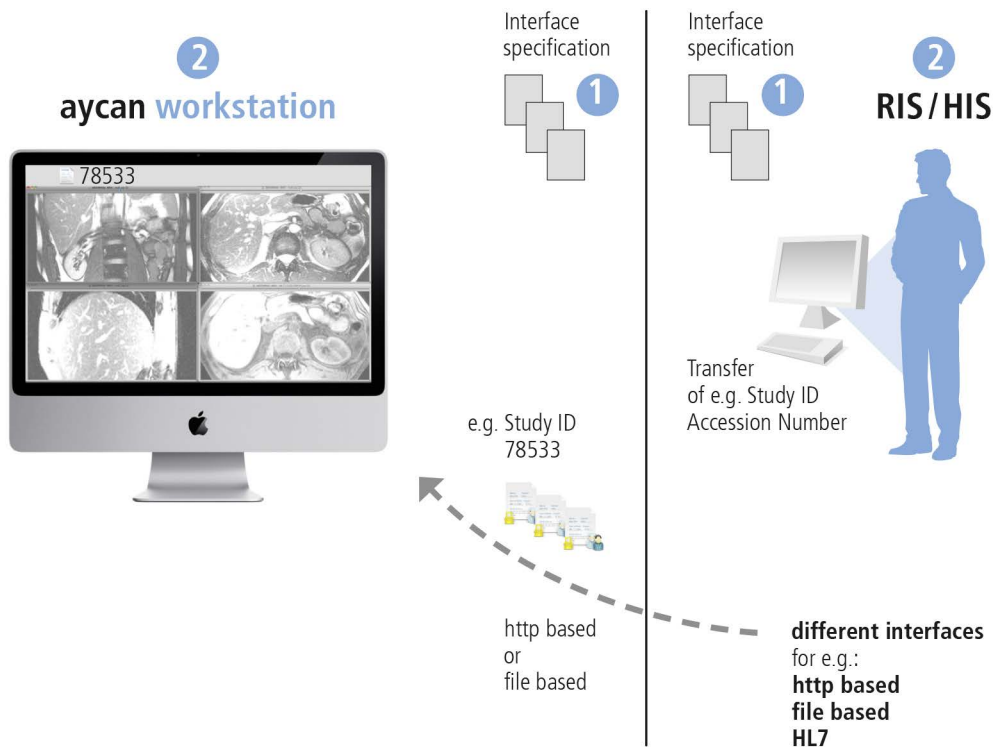 2
aycan workstation
78533
Interface
specification
1
e.g. Study ID
78533
http based
or
file based
Interface
specification
1
2
RIS/HIS
Transfer
of e.g. Study ID
Accession Number
different interfaces
for e.g.:
http based
file based
HL7